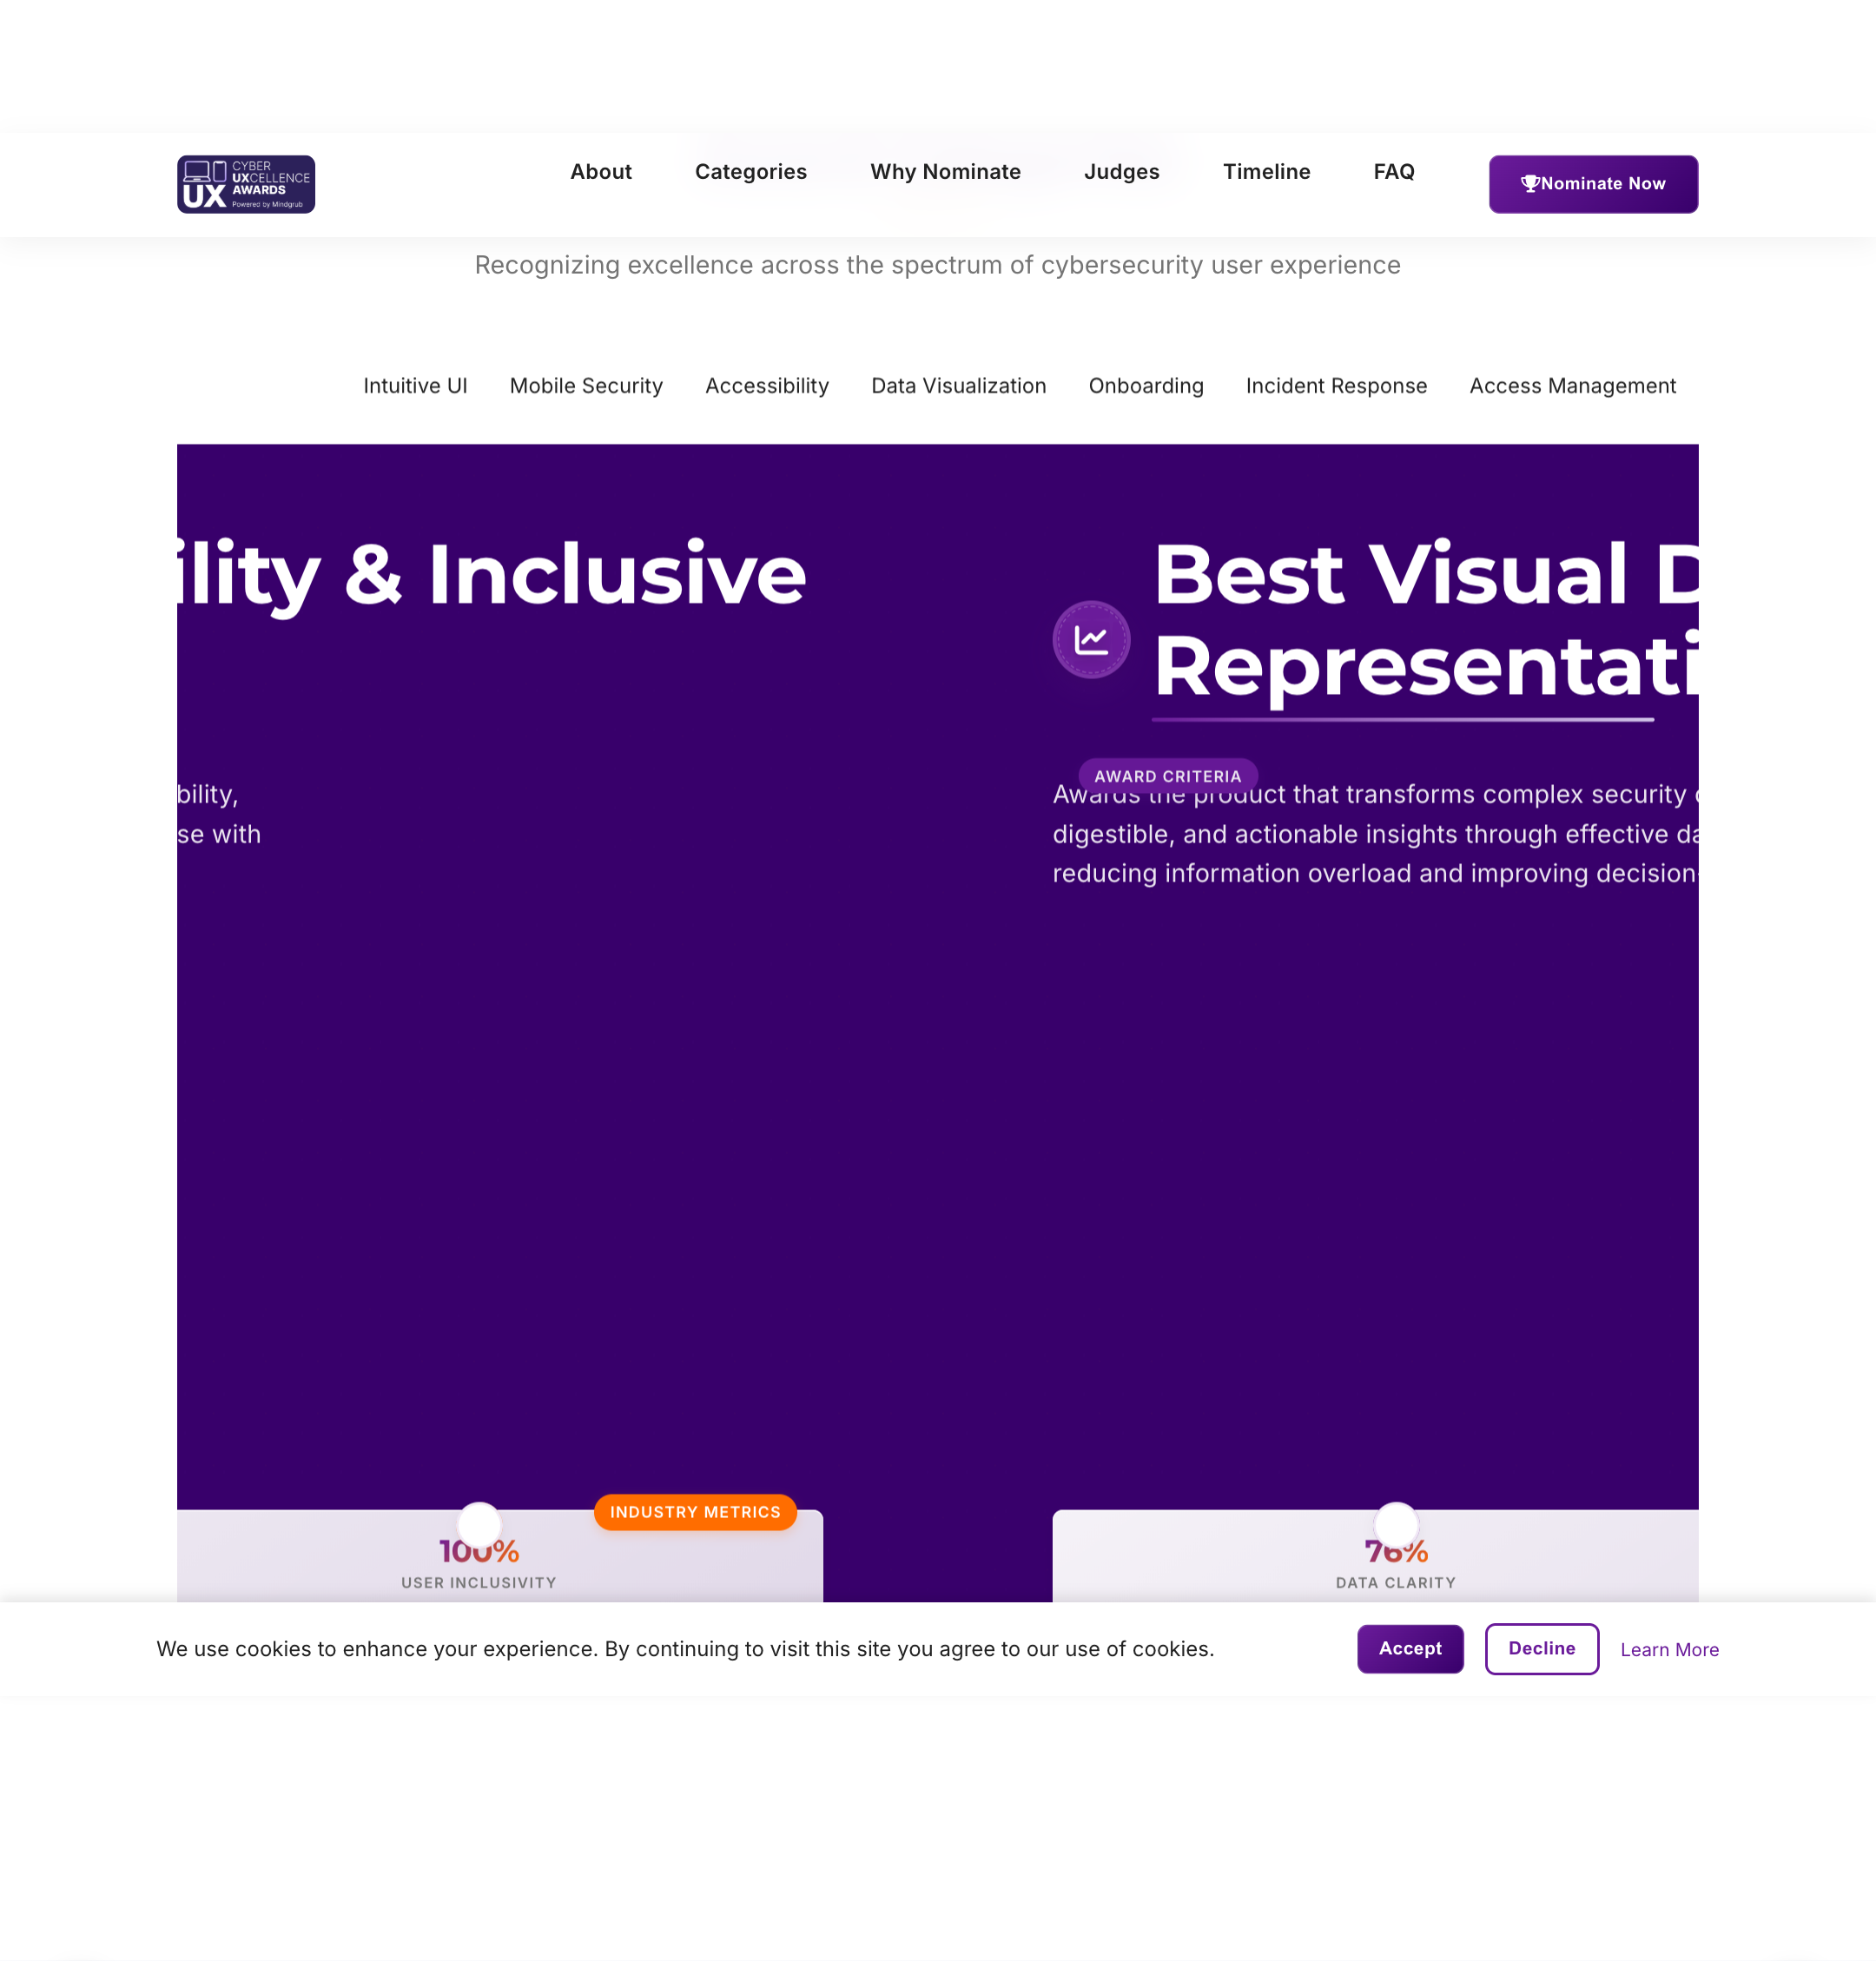 CYBER
UXCELLENCE
UX AWARDS
Powered by Mindgrub
About Categories Why Nominate Judges Timeline FAQ Nominate Now
Recognizing excellence across the spectrum of cybersecurity user experience
Intuitive UI Mobile Security Accessibility Data Visualization Onboarding Incident Response Access Management
ility & Inclusive
bility,
se with
Best Visual D
Representati
AWARD CRITERIA
Awards the product that transforms complex security
digestible, and actionable insights through effective da
reducing information overload and improving decision-
INDUSTRY METRICS
100%
USER INCLUSIVITY
76%
DATA CLARITY
We use cookies to enhance your experience. By continuing to visit this site you agree to our use of cookies. Accept Decline Learn More